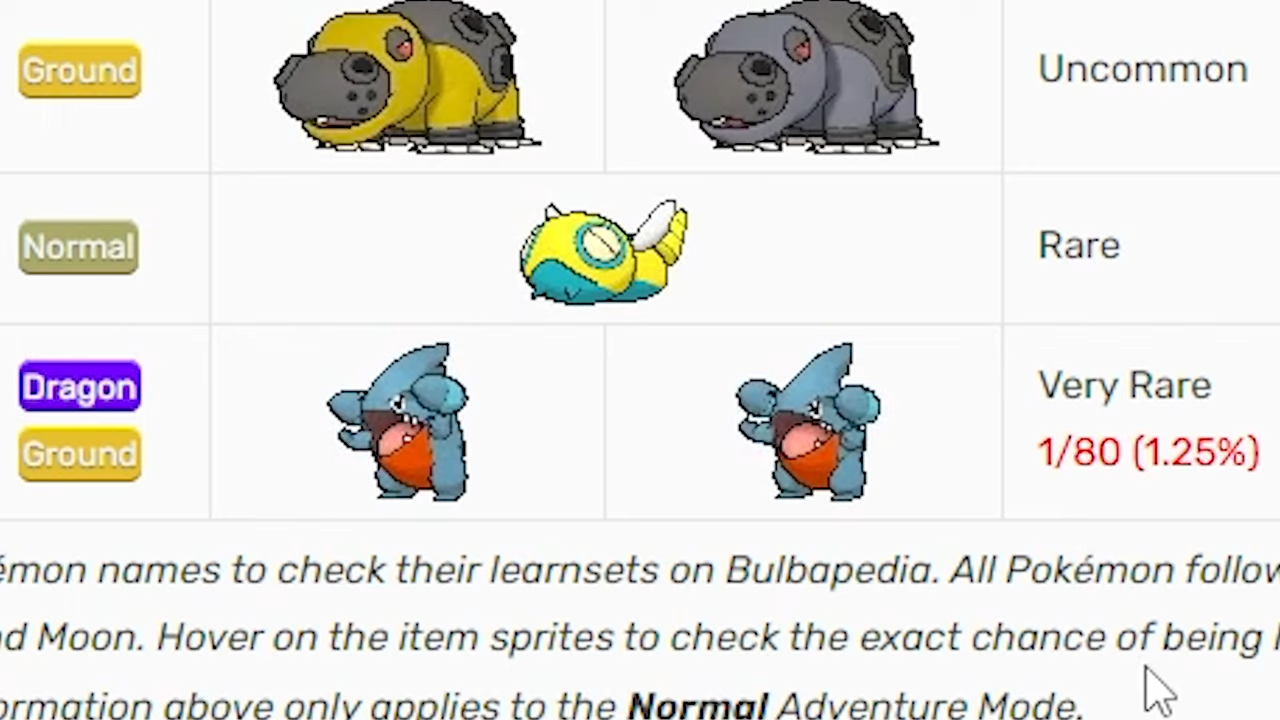 Ground
Uncommon
Normal
Rare
Dragon
Ground
Very Rare
1/80 (1.25%)
émon names to check their learnsets on Bulbapedia. All Pokémon follow
nd Moon. Hover on the item sprites to check the exact chance of being
ormation above only applies to the Normal Adventure Mode.